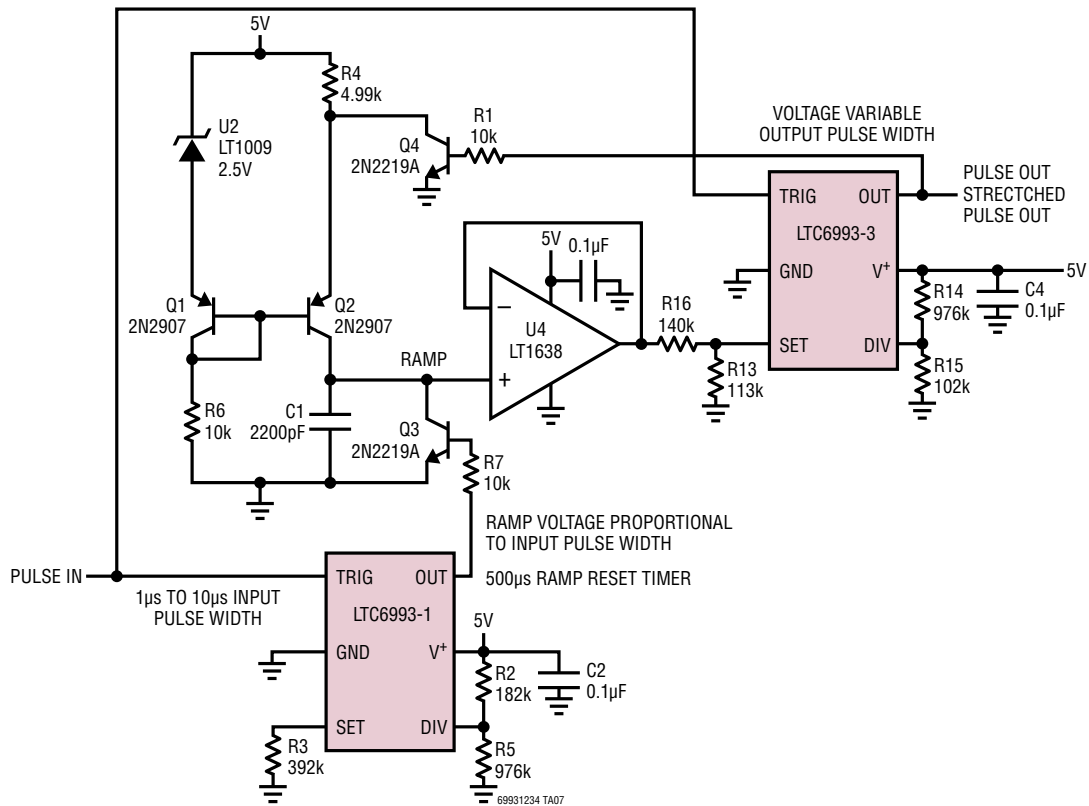 5V
R4
4.99k
U2
LT1009
2.5V
Q4
2N2219A
R1
10k
VOLTAGE VARIABLE
OUTPUT PULSE WIDTH
PULSE OUT
STRECTCHED
PULSE OUT
TRIG
OUT
LTC6993-3
GND
V+
SET
DIV
5V
R14
976k
C4
0.1µF
R15
102k
5V
0.1µF
–
+
U4
LT1638
R16
140k
R13
113k
Q1
2N2907
Q2
2N2907
RAMP
R6
10k
C1
2200pF
Q3
2N2219A
R7
10k
RAMP VOLTAGE PROPORTIONAL
TO INPUT PULSE WIDTH
500µs RAMP RESET TIMER
PULSE IN
1µs TO 10µs INPUT
PULSE WIDTH
TRIG
OUT
LTC6993-1
GND
V+
SET
DIV
5V
R2
182k
C2
0.1µF
R3
392k
R5
976k
69931234 TA07